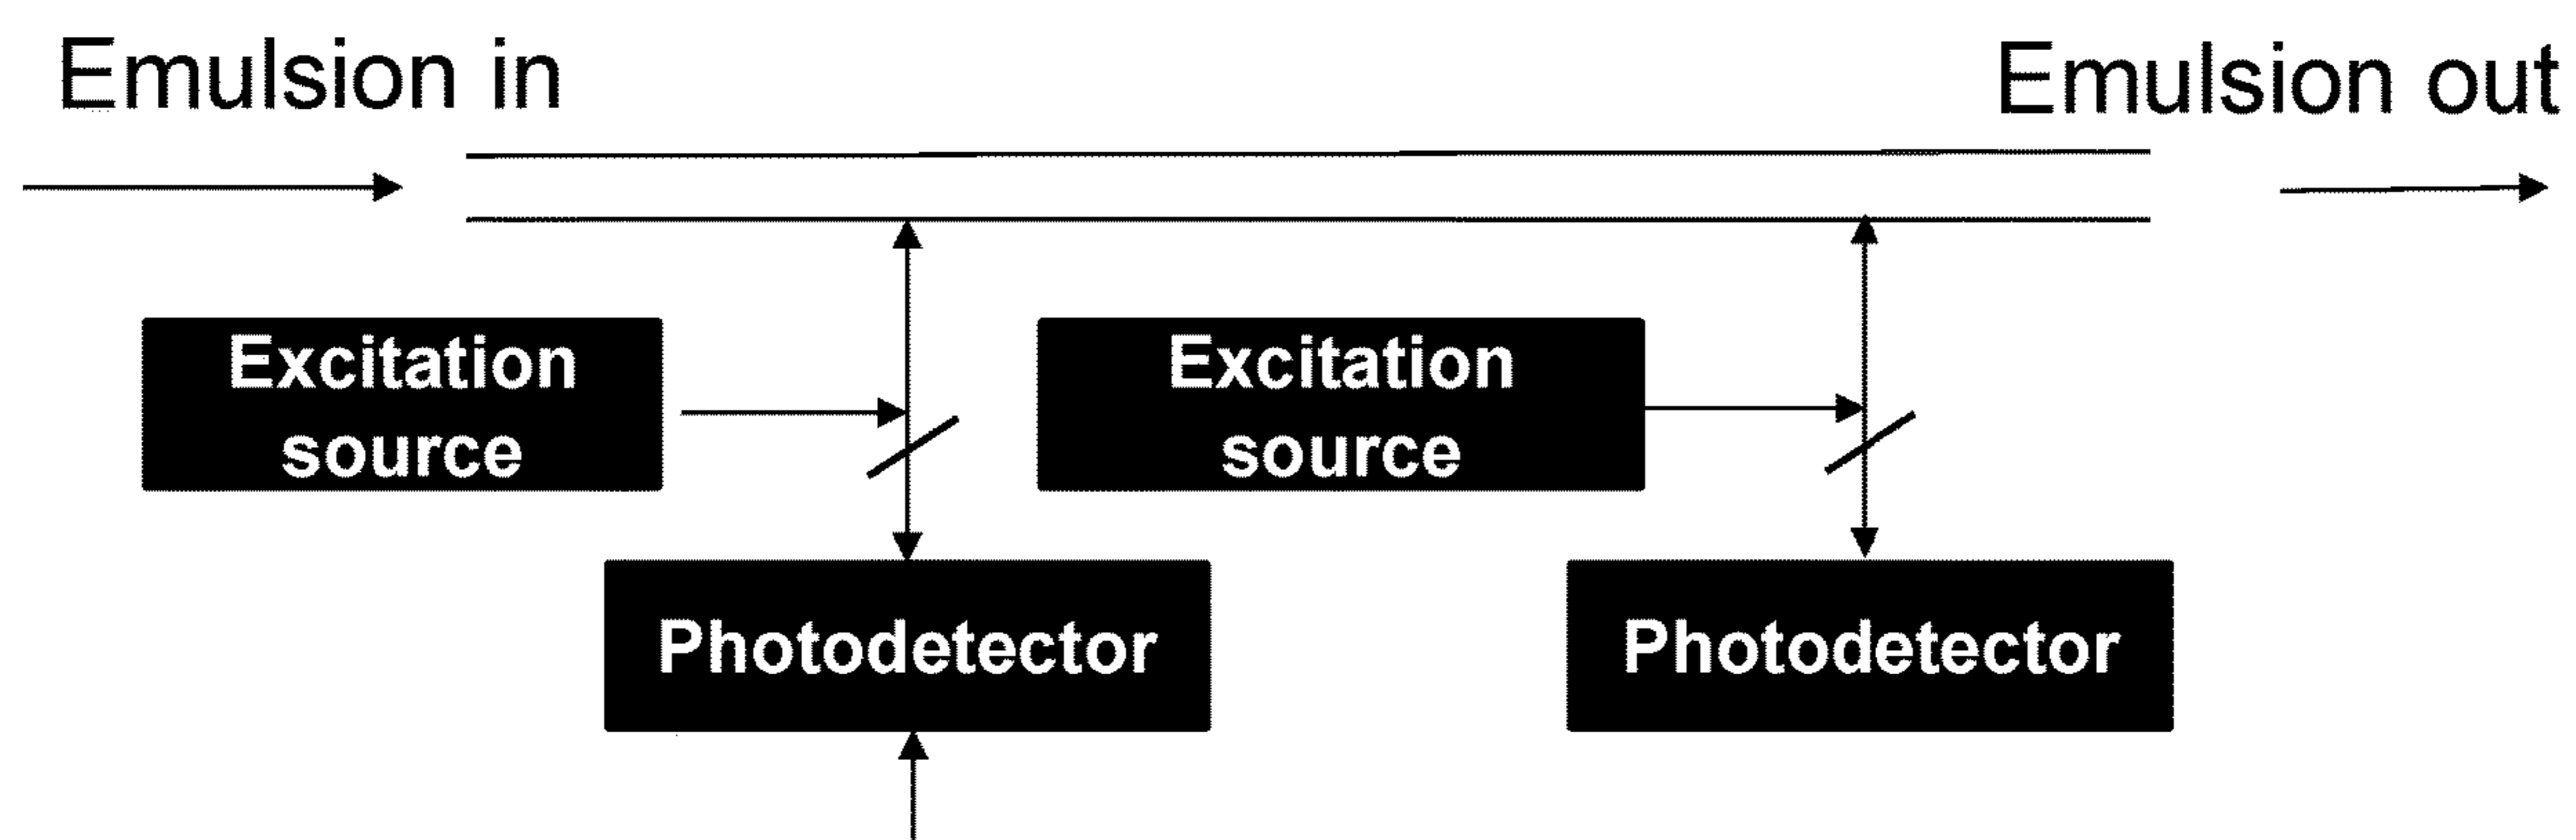 Emulsion in
Emulsion out
Excitation
source
Excitation
source
Photodetector
Photodetector